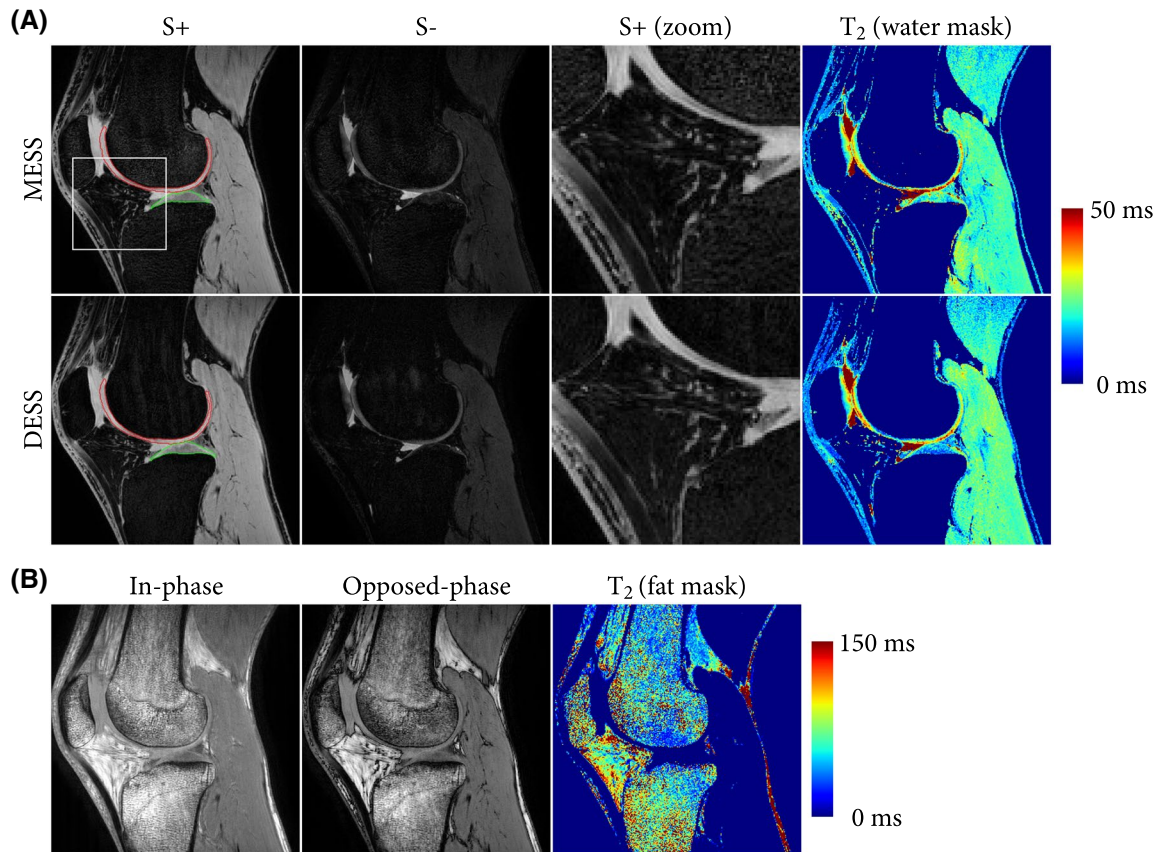 (A)
S+ S- S+ (zoom) T₂ (water mask)
MESS
50 ms
0 ms
DESS
(B)
In-phase Opposed-phase T₂ (fat mask)
150 ms
0 ms